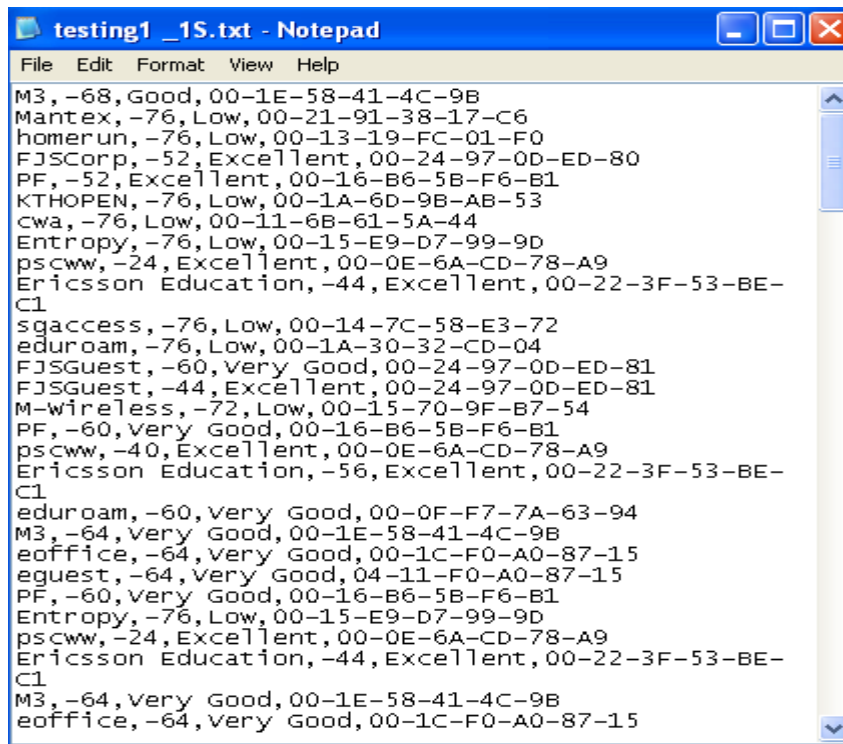 testing1 _1S.txt - Notepad
File Edit Format View Help
M3,-68,Good,00-1E-58-41-4C-9B
Mantex,-76,Low,00-21-91-38-17-C6
homerun,-76,Low,00-13-19-FC-01-F0
FJSCorp,-52,Excellent,00-24-97-0D-ED-80
PF,-52,Excellent,00-16-B6-5B-F6-B1
KTHOPEN,-76,Low,00-1A-6D-9B-AB-53
cwa,-76,Low,00-11-6B-61-5A-44
Entropy,-76,Low,00-15-E9-D7-99-9D
pscww,-24,Excellent,00-0E-6A-CD-78-A9
Ericsson Education,-44,Excellent,00-22-3F-53-BE-
C1
sqaccess,-76,Low,00-14-7C-58-E3-72
eduroam,-76,Low,00-1A-30-32-CD-04
FJSGuest,-60,Very Good,00-24-97-0D-ED-81
FJSGuest,-44,Excellent,00-24-97-0D-ED-81
M-Wireless,-72,Low,00-15-70-9F-B7-54
PF,-60,Very Good,00-16-B6-5B-F6-B1
pscww,-40,Excellent,00-0E-6A-CD-78-A9
Ericsson Education,-56,Excellent,00-22-3F-53-BE-
C1
eduroam,-60,Very Good,00-0F-F7-7A-63-94
M3,-64,Very Good,00-1E-58-41-4C-9B
eoffice,-64,Very Good,00-1C-F0-A0-87-15
eguest,-64,Very Good,04-11-F0-A0-87-15
PF,-60,Very Good,00-16-B6-5B-F6-B1
Entropy,-76,Low,00-15-E9-D7-99-9D
pscww,-24,Excellent,00-0E-6A-CD-78-A9
Ericsson Education,-44,Excellent,00-22-3F-53-BE-
C1
M3,-64,Very Good,00-1E-58-41-4C-9B
eoffice,-64,Very Good,00-1C-F0-A0-87-15